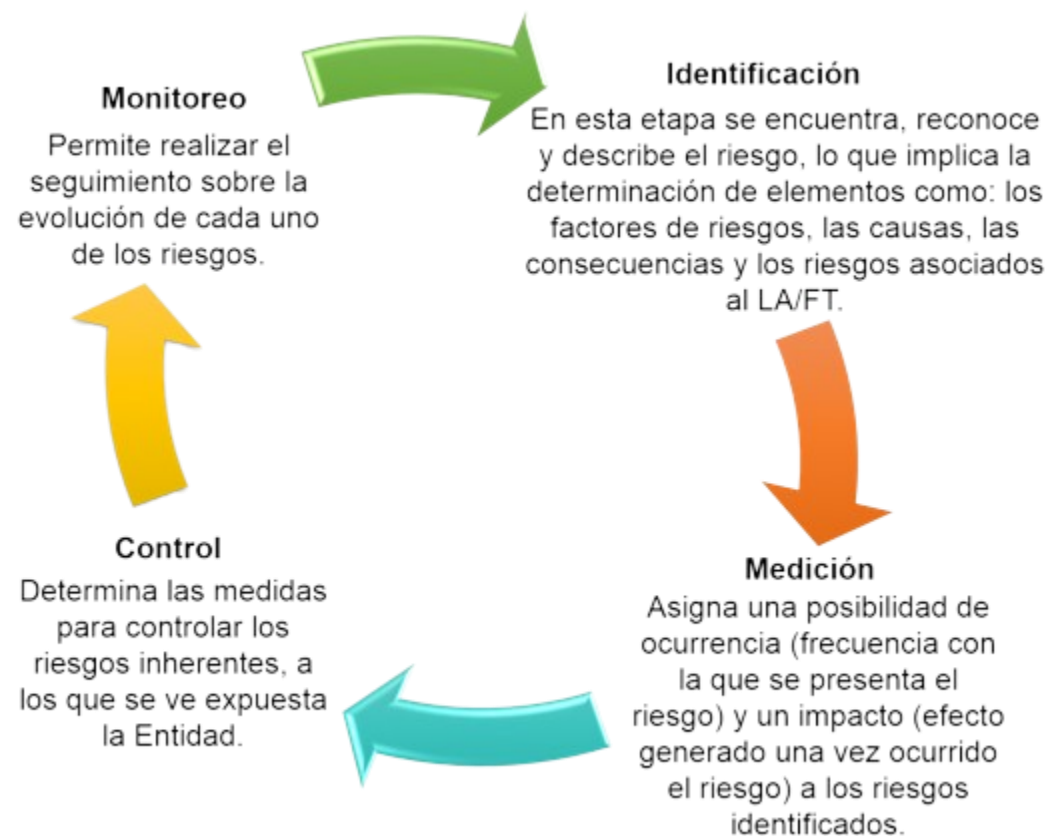 Monitoreo
Permite realizar el
seguimiento sobre la
evolución de cada uno
de los riesgos.
Identificación
En esta etapa se encuentra, reconoce
y describe el riesgo, lo que implica la
determinación de elementos como: los
factores de riesgos, las causas, las
consecuencias y los riesgos asociados
al LA/FT.
Control
Determina las medidas
para controlar los
riesgos inherentes, a
los que se ve expuesta
la Entidad.
Medición
Asigna una posibilidad de
ocurrencia (frecuencia con
la que se presenta el
riesgo) y un impacto (efecto
generado una vez ocurrido
el riesgo) a los riesgos
identificados.